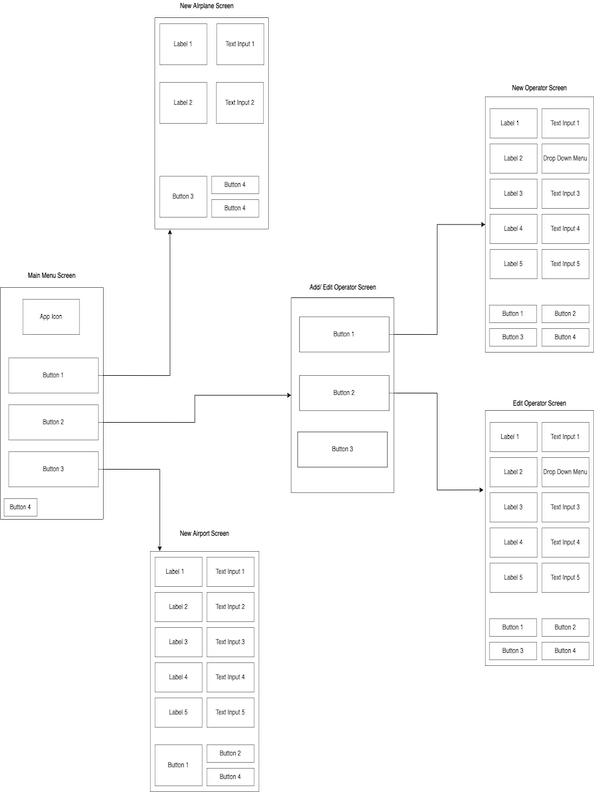 New Airplane Screen
Label 1
Text Input 1
Label 2
Text Input 2
Button 3
Button 4
Button 4
Main Menu Screen
App Icon
Button 1
Button 2
Button 3
Button 4
Add/ Edit Operator Screen
Button 1
Button 2
Button 3
New Operator Screen
Label 1
Text Input 1
Label 2
Drop Down Menu
Label 3
Text Input 3
Label 4
Text Input 4
Label 5
Text Input 5
Button 1
Button 2
Button 3
Button 4
Edit Operator Screen
Label 1
Text Input 1
Label 2
Drop Down Menu
Label 3
Text Input 3
Label 4
Text Input 4
Label 5
Text Input 5
Button 1
Button 2
Button 3
Button 4
New Airport Screen
Label 1
Text Input 1
Label 2
Text Input 2
Label 3
Text Input 3
Label 4
Text Input 4
Label 5
Text Input 5
Button 1
Button 2
Button 4